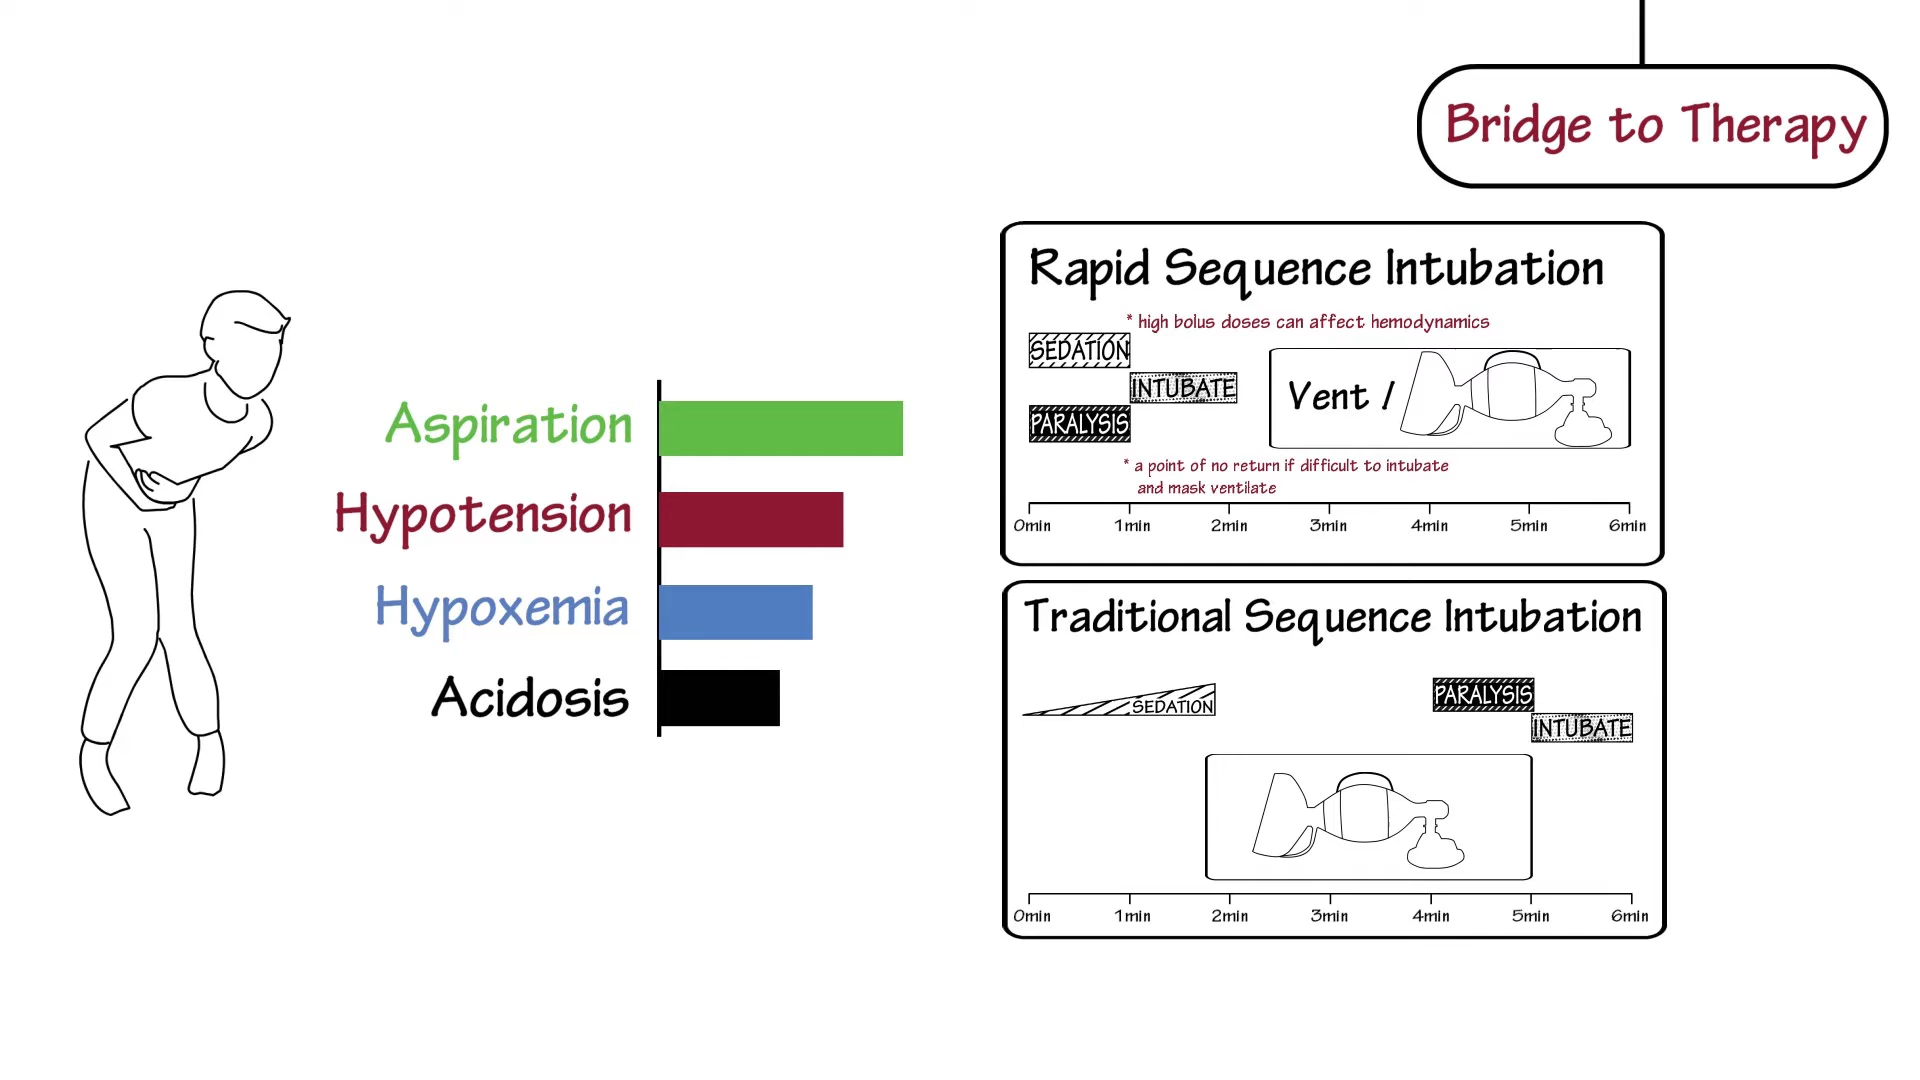 Bridge to Therapy
Aspiration
Hypotension
Hypoxemia
Acidosis
Rapid Sequence Intubation
* high bolus doses can affect hemodynamics
SEDATION
INTUBATE
PARALYSIS
Vent /
* a point of no return if difficult to intubate
and mask ventilate
0min 1min 2min 3min 4min 5min 6min
Traditional Sequence Intubation
SEDATION
PARALYSIS
INTUBATE
0min 1min 2min 3min 4min 5min 6min